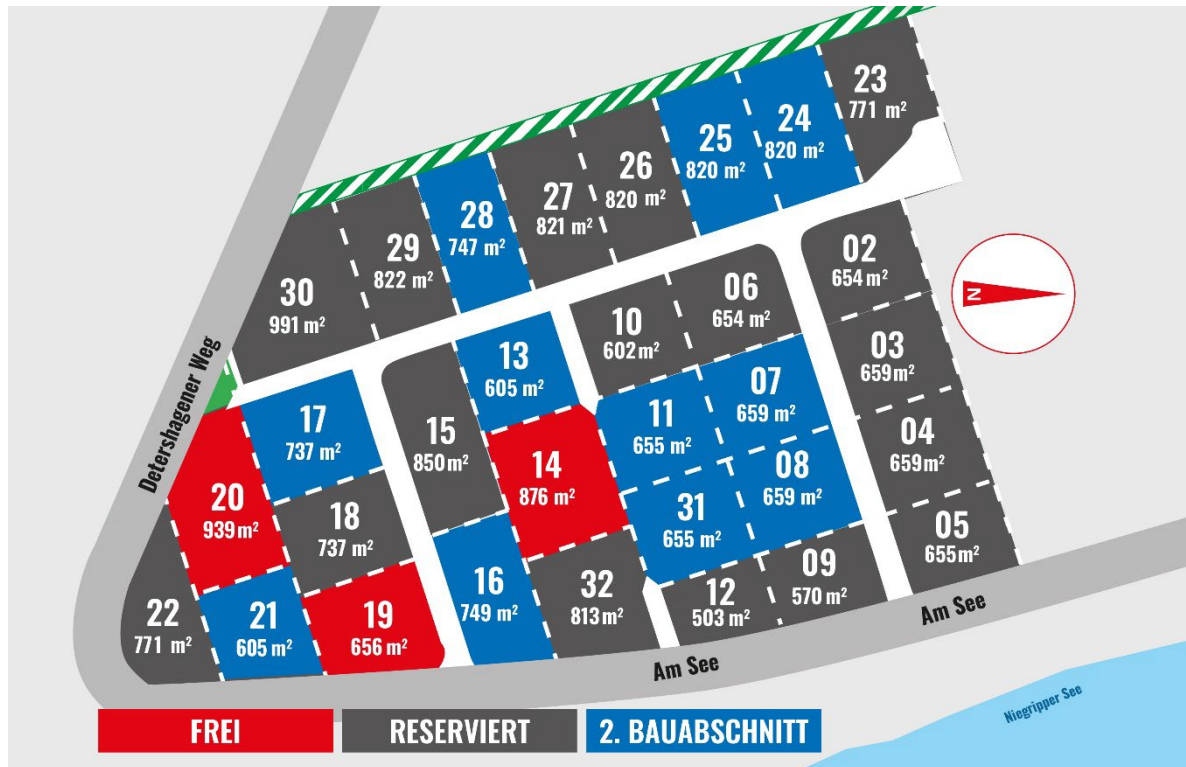 23
771 m²
24
820 m²
25
820 m²
26
820 m²
27
821 m²
28
747 m²
29
822 m²
30
991 m²
02
654 m²
03
659 m²
04
659 m²
05
655 m²
06
654 m²
10
602 m²
07
659 m²
11
655 m²
08
659 m²
31
655 m²
09
570 m²
12
503 m²
13
605 m²
14
876 m²
15
850 m²
16
749 m²
32
813 m²
17
737 m²
18
737 m²
19
656 m²
20
939 m²
21
605 m²
22
771 m²
N
Detershagener Weg
Am See
Am See
Niegripper See
FREI
RESERVIERT
2. BAUABSCHNITT